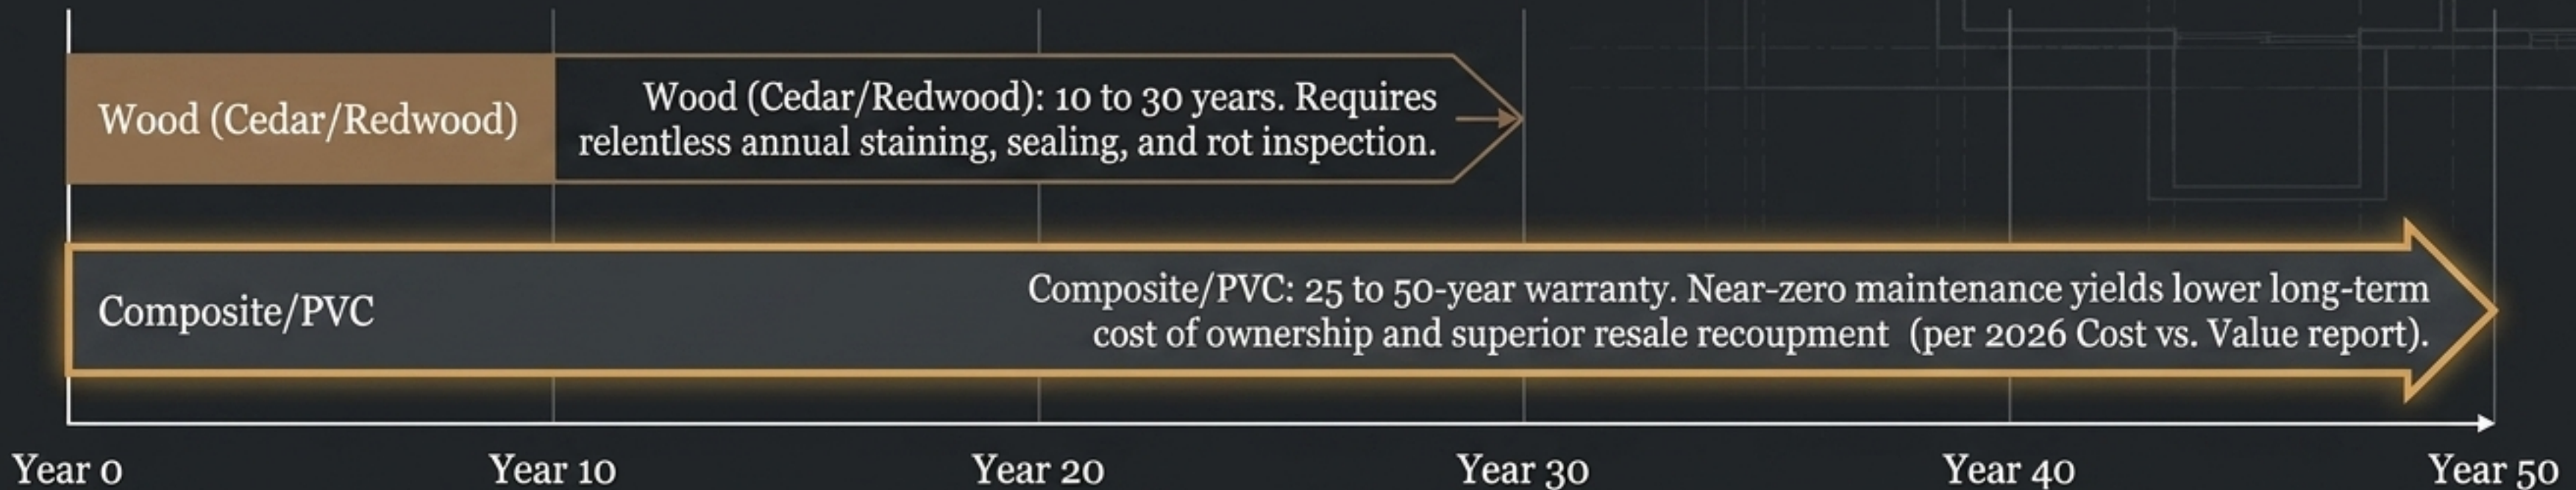 Wood (Cedar/Redwood)
Wood (Cedar/Redwood): 10 to 30 years. Requires
relentless annual staining, sealing, and rot inspection.
Composite/PVC
Composite/PVC: 25 to 50-year warranty. Near-zero maintenance yields lower long-term
cost of ownership and superior resale recoupment (per 2026 Cost vs. Value report).
Year 0 Year 10 Year 20 Year 30 Year 40 Year 50